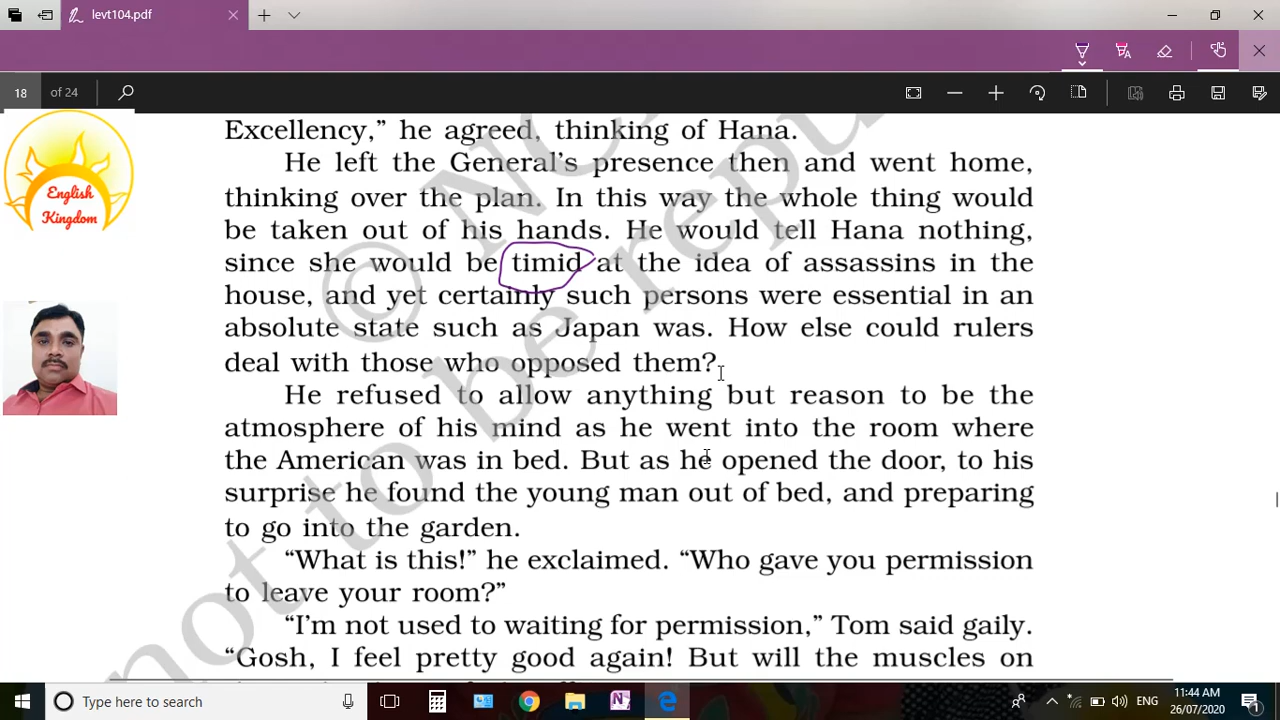 levt104.pdf
18 of 24
Excellency,” he agreed, thinking of Hana.
He left the General’s presence then and went home,
thinking over the plan. In this way the whole thing would
be taken out of his hands. He would tell Hana nothing,
since she would be timid at the idea of assassins in the
house, and yet certainly such persons were essential in an
absolute state such as Japan was. How else could rulers
deal with those who opposed them?
He refused to allow anything but reason to be the
atmosphere of his mind as he went into the room where
the American was in bed. But as he opened the door, to his
surprise he found the young man out of bed, and preparing
to go into the garden.
“What is this!” he exclaimed. “Who gave you permission
to leave your room?”
“I’m not used to waiting for permission,” Tom said gaily.
“Gosh, I feel pretty good again! But will the muscles on
English
Kingdom
© NC
not to be repu
Type here to search
ENG
11:44 AM
26/07/2020